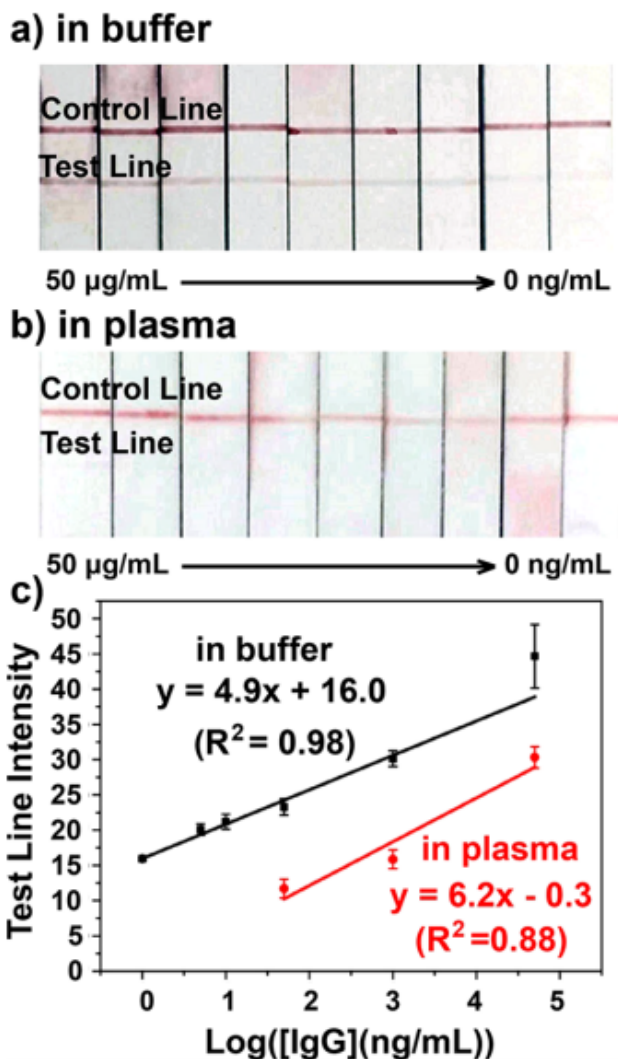 a) in buffer
Control Line
Test Line
50 µg/mL
0 ng/mL
b) in plasma
Control Line
Test Line
50 µg/mL
0 ng/mL
c)
50
45
40
35
30
25
20
15
10
5
0
Test Line Intensity
in buffer
y = 4.9x + 16.0
(R² = 0.98)
in plasma
y = 6.2x - 0.3
(R² =0.88)
0 1 2 3 4 5
Log([IgG](ng/mL))